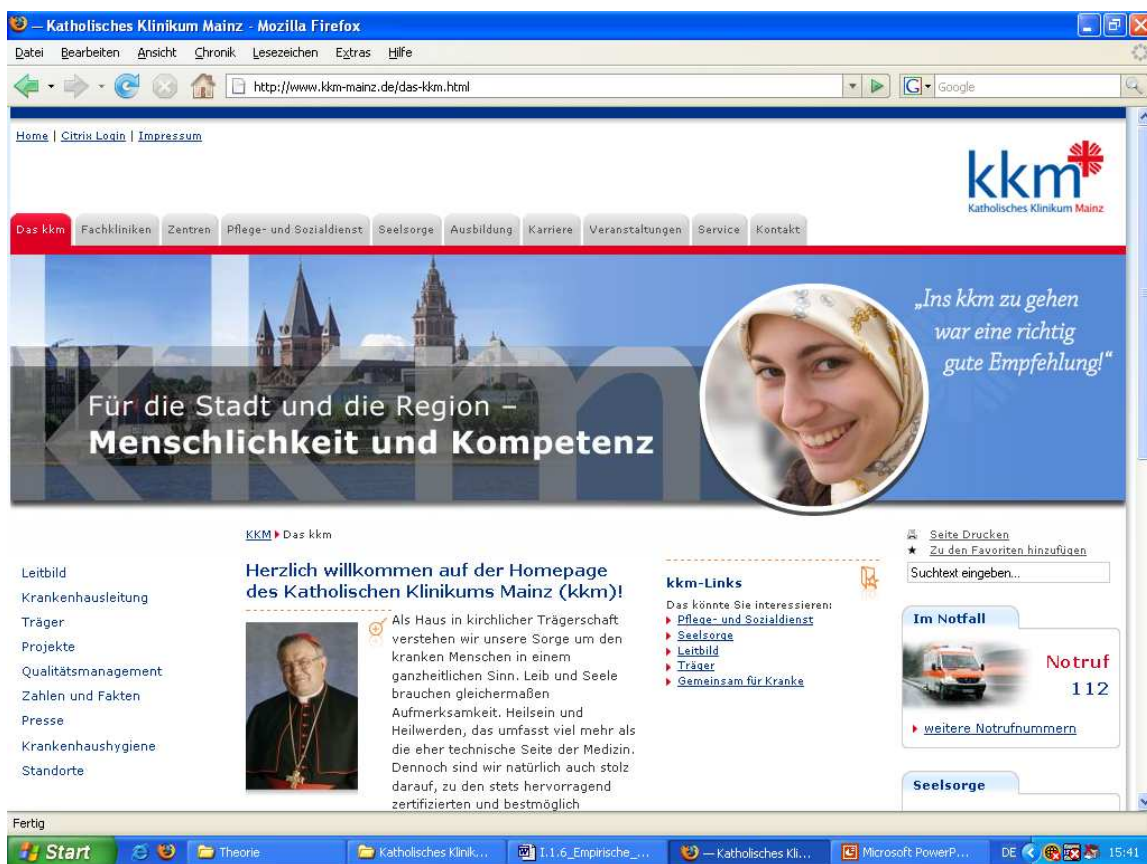 — Katholisches Klinikum Mainz - Mozilla Firefox
Datei Bearbeiten Ansicht Chronik Lesezeichen Extras Hilfe
http://www.kkm-mainz.de/das-kkm.html
G Google
Home | Citrix Login | Impressum
kkm
Katholisches Klinikum Mainz
Das kkm Fachkliniken Zentren Pflege- und Sozialdienst Seelsorge Ausbildung Karriere Veranstaltungen Service Kontakt
„Ins kkm zu gehen
war eine richtig
gute Empfehlung!“
kkm
Für die Stadt und die Region –
Menschlichkeit und Kompetenz
KKM Das kkm
Leitbild
Krankenhausleitung
Träger
Projekte
Qualitätsmanagement
Zahlen und Fakten
Presse
Krankenhaushygiene
Standorte
Herzlich willkommen auf der Homepage
des Katholischen Klinikums Mainz (kkm)!
Als Haus in kirchlicher Trägerschaft
verstehen wir unsere Sorge um den
kranken Menschen in einem
ganzheitlichen Sinn. Leib und Seele
brauchen gleichermaßen
Aufmerksamkeit. Heilsein und
Heilwerden, das umfasst viel mehr als
die eher technische Seite der Medizin.
Dennoch sind wir natürlich auch stolz
darauf, zu den stets hervorragend
zertifizierten und bestmöglich
kkm-Links
Das könnte Sie interessieren:
Pflege- und Sozialdienst
Seelsorge
Leitbild
Träger
Gemeinsam für Kranke
Seite Drucken
Zu den Favoriten hinzufügen
Suchtext eingeben...
Im Notfall
Notruf
112
weitere Notrufnummern
Seelsorge
Fertig
Start Theorie Katholisches Klinik... I.1.6_Empirische_... — Katholisches Kli... Microsoft PowerP... DE 15:41